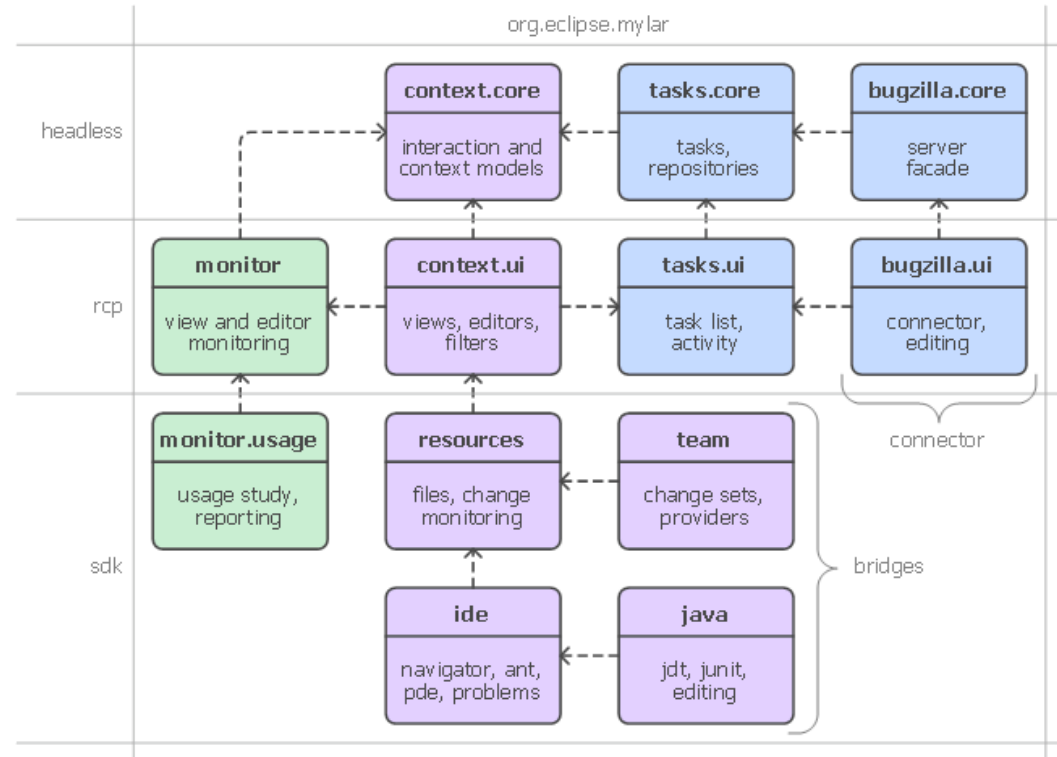 org.eclipse.mylar
headless
context.core
interaction and
context models
tasks.core
tasks,
repositories
bugzilla.core
server
facade
rcp
monitor
view and editor
monitoring
context.ui
views, editors,
filters
tasks.ui
task list,
activity
bugzilla.ui
connector,
editing
connector
sdk
monitor.usage
usage study,
reporting
resources
files, change
monitoring
team
change sets,
providers
bridges
ide
navigator, ant,
pde, problems
java
jdt, junit,
editing